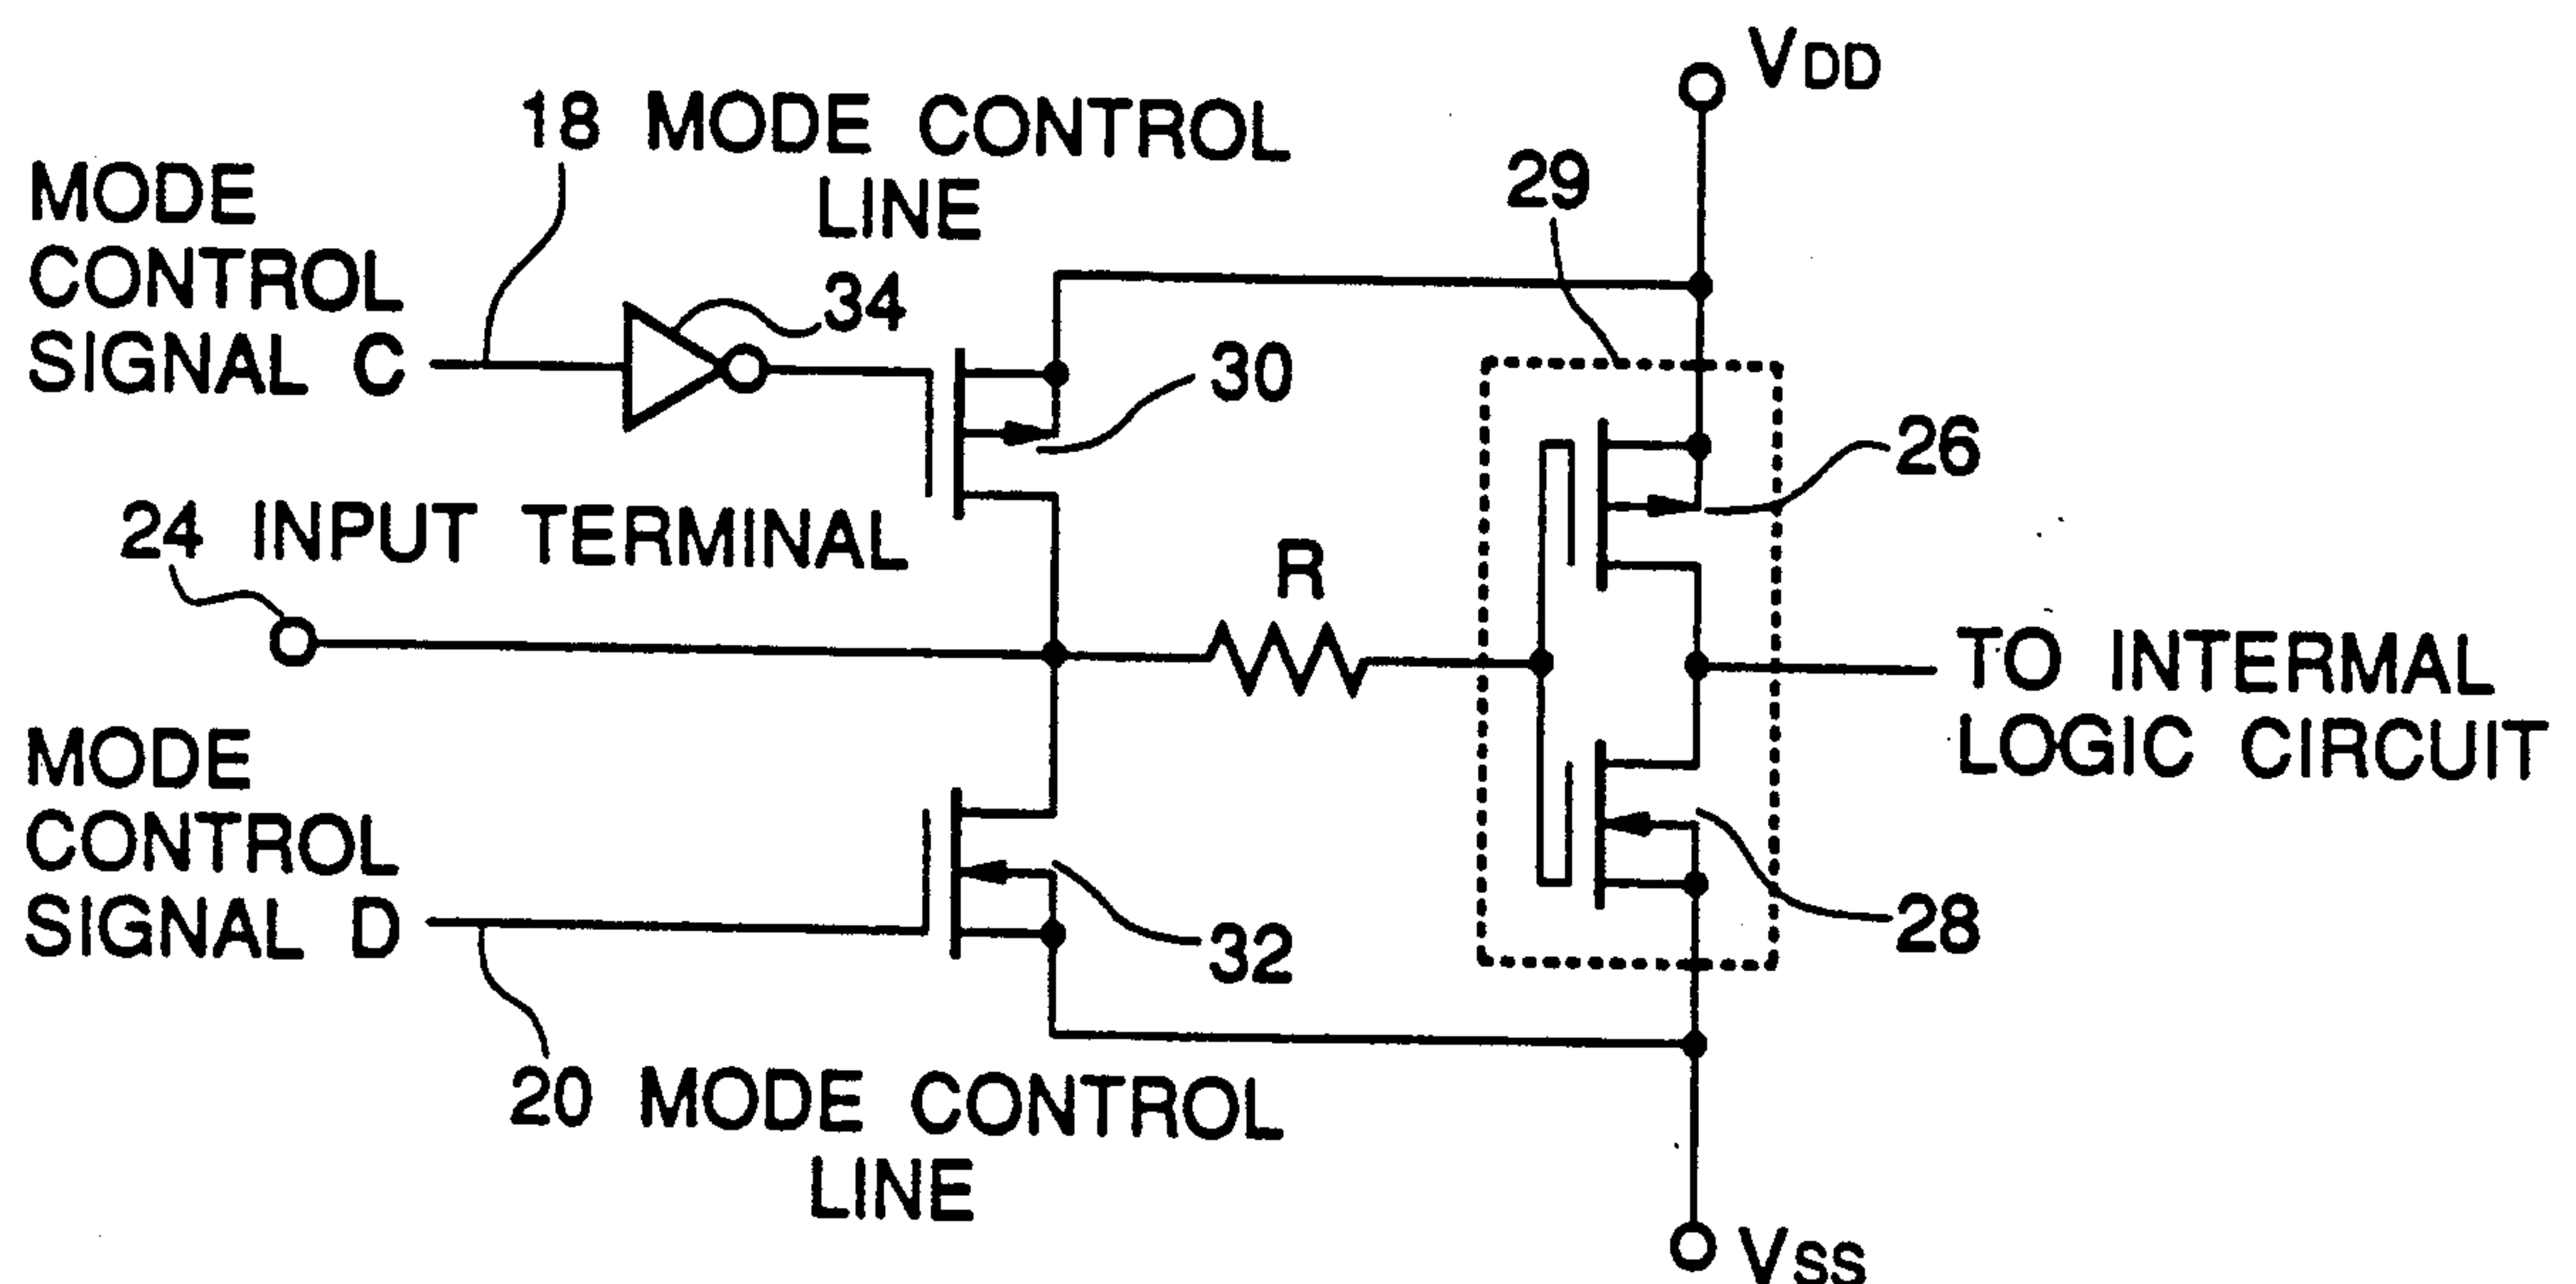 VDD
18 MODE CONTROL
LINE
MODE
CONTROL
SIGNAL C
29
34
30
26
24 INPUT TERMINAL
R
TO INTERMAL
LOGIC CIRCUIT
MODE
CONTROL
SIGNAL D
32
28
20 MODE CONTROL
LINE
VSS